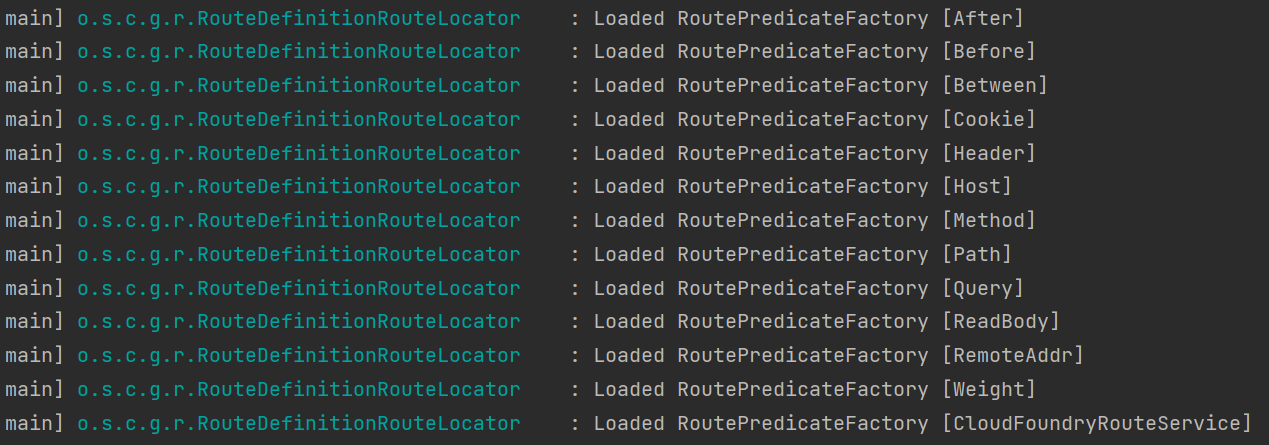 main] o.s.c.g.r.RouteDefinitionRouteLocator : Loaded RoutePredicateFactory [After]
main] o.s.c.g.r.RouteDefinitionRouteLocator : Loaded RoutePredicateFactory [Before]
main] o.s.c.g.r.RouteDefinitionRouteLocator : Loaded RoutePredicateFactory [Between]
main] o.s.c.g.r.RouteDefinitionRouteLocator : Loaded RoutePredicateFactory [Cookie]
main] o.s.c.g.r.RouteDefinitionRouteLocator : Loaded RoutePredicateFactory [Header]
main] o.s.c.g.r.RouteDefinitionRouteLocator : Loaded RoutePredicateFactory [Host]
main] o.s.c.g.r.RouteDefinitionRouteLocator : Loaded RoutePredicateFactory [Method]
main] o.s.c.g.r.RouteDefinitionRouteLocator : Loaded RoutePredicateFactory [Path]
main] o.s.c.g.r.RouteDefinitionRouteLocator : Loaded RoutePredicateFactory [Query]
main] o.s.c.g.r.RouteDefinitionRouteLocator : Loaded RoutePredicateFactory [ReadBody]
main] o.s.c.g.r.RouteDefinitionRouteLocator : Loaded RoutePredicateFactory [RemoteAddr]
main] o.s.c.g.r.RouteDefinitionRouteLocator : Loaded RoutePredicateFactory [Weight]
main] o.s.c.g.r.RouteDefinitionRouteLocator : Loaded RoutePredicateFactory [CloudFoundryRouteService]